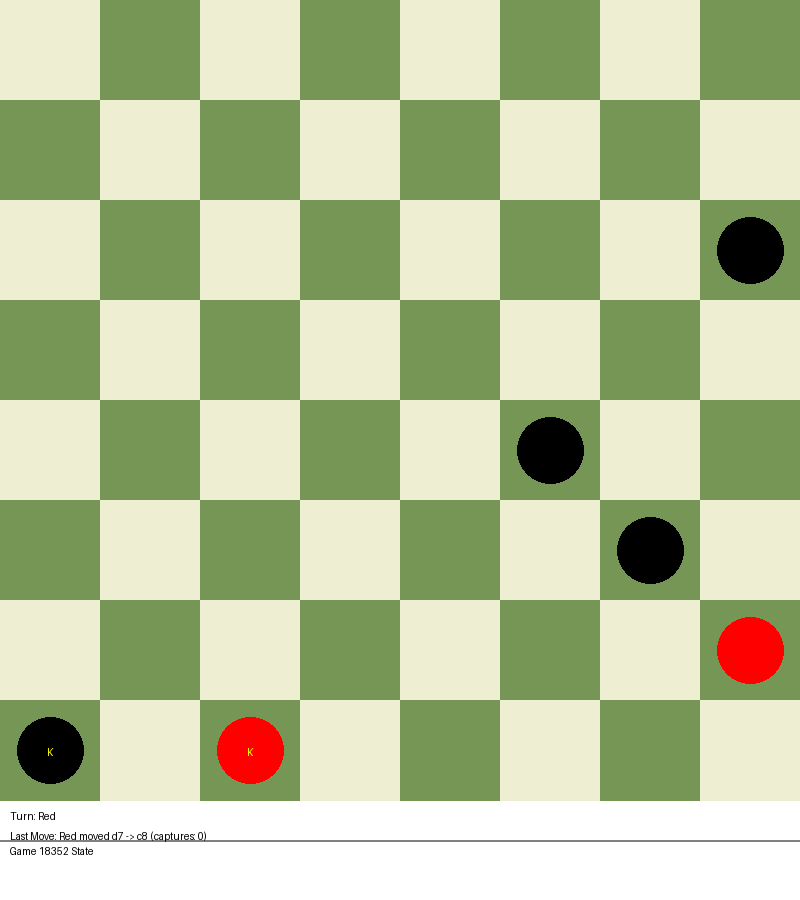 K
K
Turn: Red
Last Move: Red moved d7 -> c8 (captures: 0)
Game 18352 State